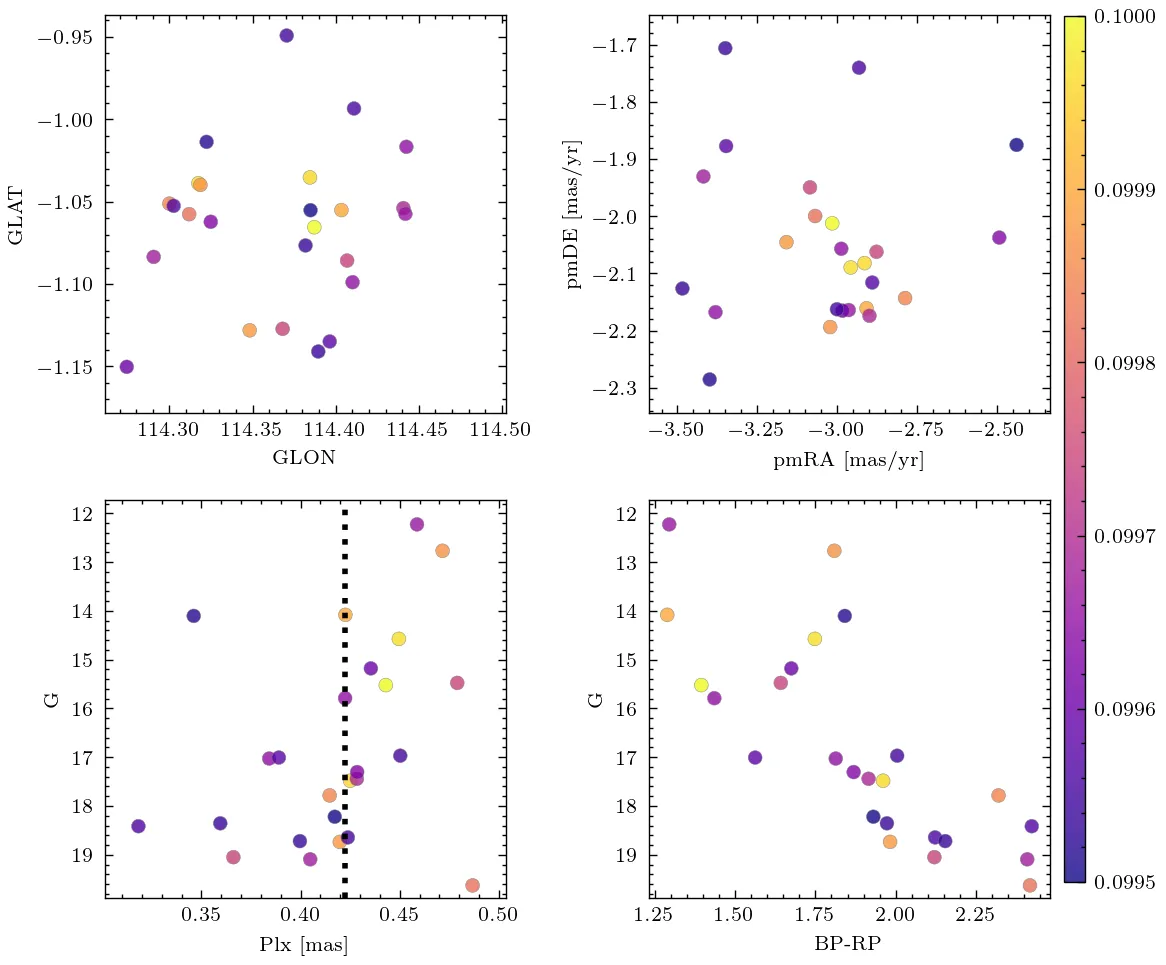 −0.95
−1.00
−1.05
−1.10
−1.15
GLAT
114.30 114.35 114.40 114.45 114.50
GLON
−1.7
−1.8
−1.9
−2.0
−2.1
−2.2
−2.3
pmDE [mas/yr]
−3.50 −3.25 −3.00 −2.75 −2.50
pmRA [mas/yr]
0.1000
0.0999
0.0998
0.0997
0.0996
0.0995
12
13
14
15
16
17
18
19
G
0.35 0.40 0.45 0.50
Plx [mas]
12
13
14
15
16
17
18
19
G
1.25 1.50 1.75 2.00 2.25
BP-RP